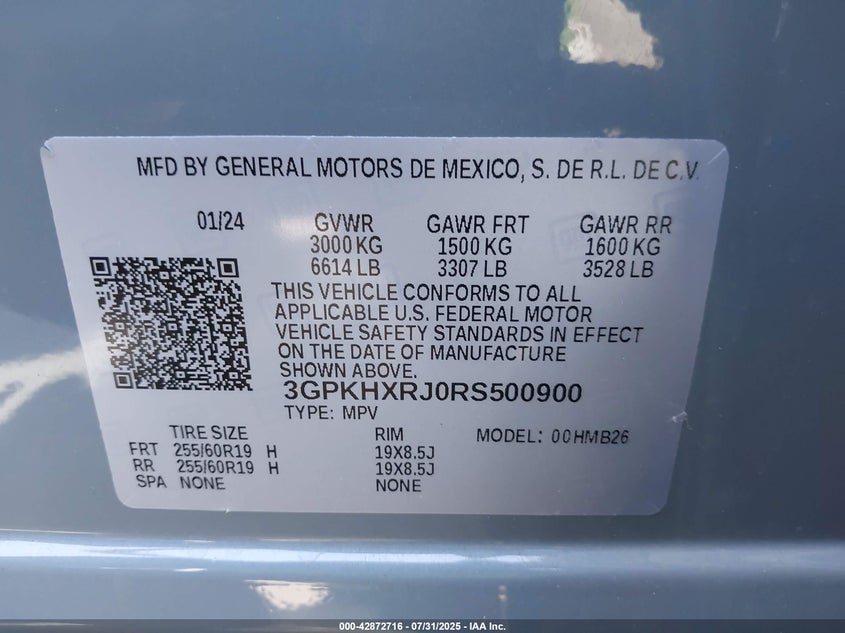 MFD BY GENERAL MOTORS DE MEXICO, S. DE R.L. DE C.V.
01/24 GVWR GAWR FRT GAWR RR
3000 KG 1500 KG 1600 KG
6614 LB 3307 LB 3528 LB
THIS VEHICLE CONFORMS TO ALL
APPLICABLE U.S. FEDERAL MOTOR
VEHICLE SAFETY STANDARDS IN EFFECT
ON THE DATE OF MANUFACTURE
SHOWN ABOVE.
3GPKHXRJ0RS500900
TYPE: MPV
TIRE SIZE RIM MODEL: 00HMB26
FRT 255/60R19 H 19X8.5J
RR 255/60R19 H 19X8.5J
SPA NONE NONE
000-42872716 - 07/31/2025 - IAA Inc.